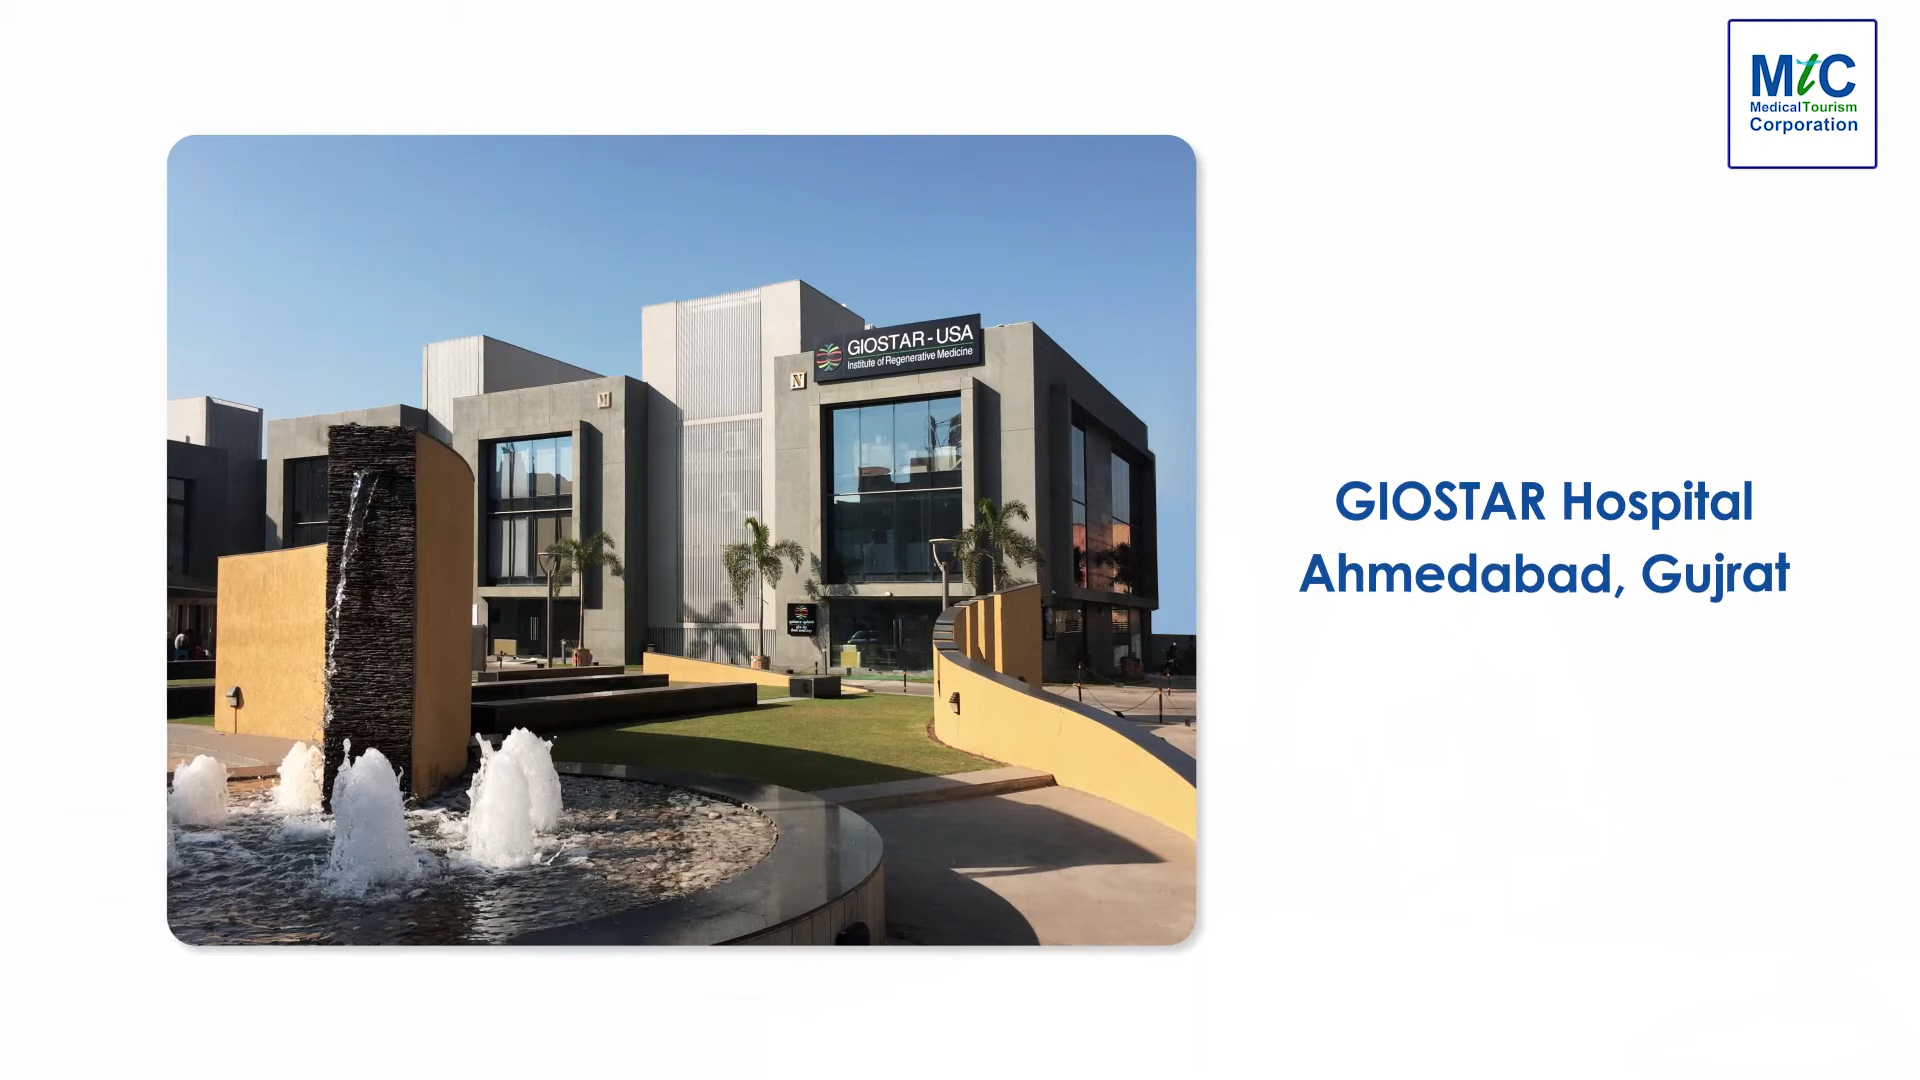 MtC
MedicalTourism
Corporation
GIOSTAR - USA
Institute of Regenerative Medicine
N
M
GIOSTAR Hospital
Ahmedabad, Gujrat